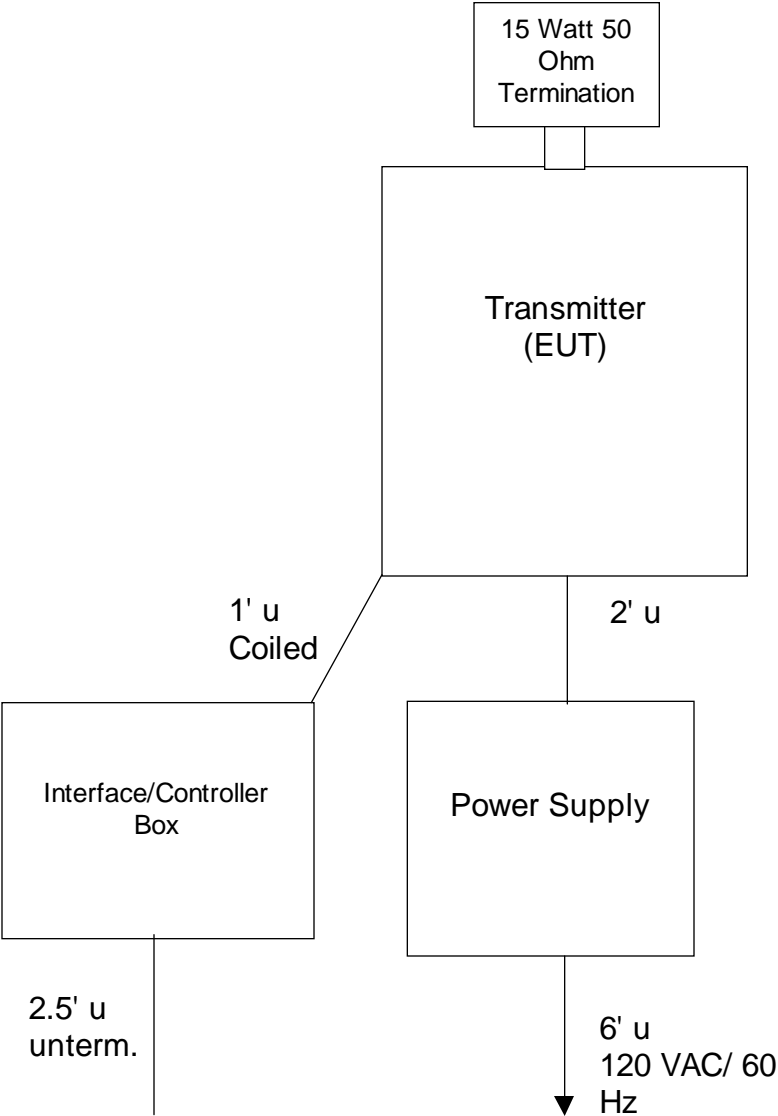 15 Watt 50
Ohm
Termination
Transmitter
(EUT)
1' u
Coiled
2' u
Interface/Controller
Box
Power Supply
2.5' u
unterm.
6' u
120 VAC/ 60
Hz